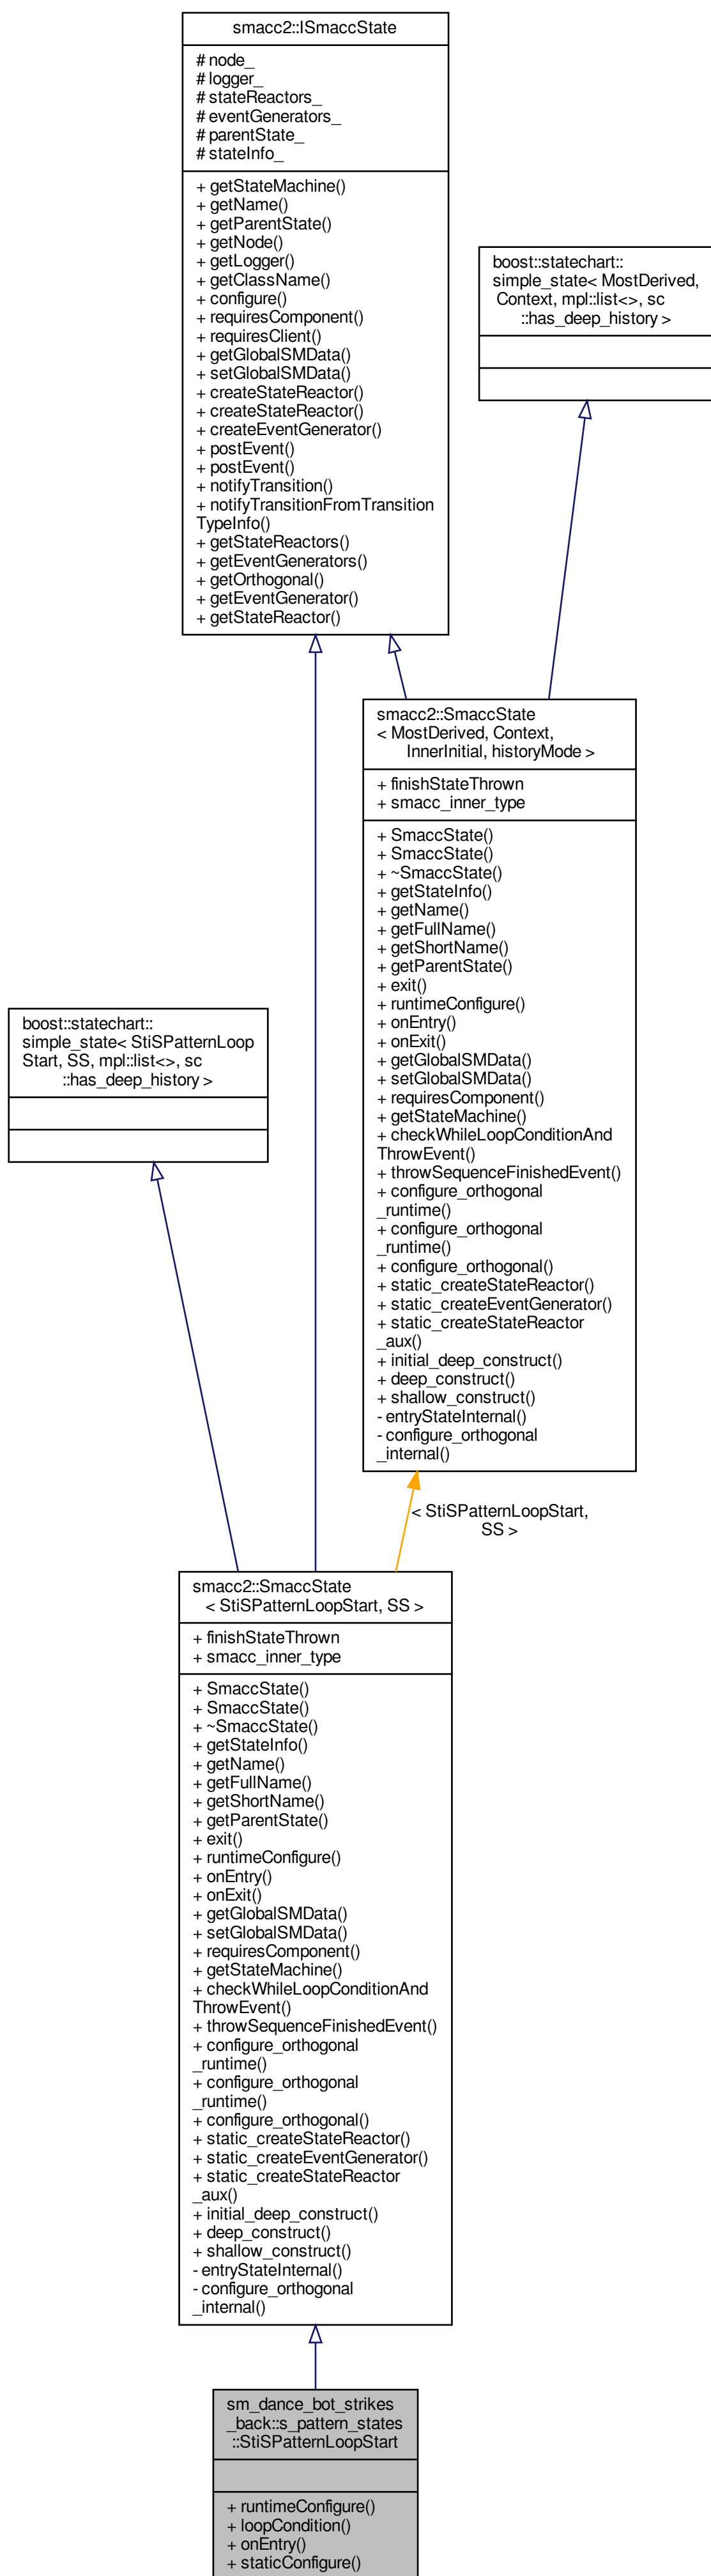 smacc2::ISmaccState
# node_
# logger_
# stateReactors_
# eventGenerators_
# parentState_
# stateInfo_
+ getStateMachine()
+ getName()
+ getParentState()
+ getNode()
+ getLogger()
+ getClassName()
+ configure()
+ requiresComponent()
+ requiresClient()
+ getGlobalSMData()
+ setGlobalSMData()
+ createStateReactor()
+ createStateReactor()
+ createEventGenerator()
+ postEvent()
+ postEvent()
+ notifyTransition()
+ notifyTransitionFromTransition
TypeInfo()
+ getStateReactors()
+ getEventGenerators()
+ getOrthogonal()
+ getEventGenerator()
+ getStateReactor()
boost::statechart::
simple_state< MostDerived,
Context, mpl::list<>, sc
::has_deep_history >
smacc2::SmaccState
< MostDerived, Context,
InnerInitial, historyMode >
+ finishStateThrown
+ smacc_inner_type
+ SmaccState()
+ SmaccState()
+ ~SmaccState()
+ getStateInfo()
+ getName()
+ getFullName()
+ getShortName()
+ getParentState()
+ exit()
+ runtimeConfigure()
+ onEntry()
+ onExit()
+ getGlobalSMData()
+ setGlobalSMData()
+ requiresComponent()
+ getStateMachine()
+ checkWhileLoopConditionAnd
ThrowEvent()
+ throwSequenceFinishedEvent()
+ configure_orthogonal
_runtime()
+ configure_orthogonal
_runtime()
+ configure_orthogonal()
+ static_createStateReactor()
+ static_createEventGenerator()
+ static_createStateReactor
_aux()
+ initial_deep_construct()
+ deep_construct()
+ shallow_construct()
- entryStateInternal()
- configure_orthogonal
_internal()
boost::statechart::
simple_state< StiSPatternLoop
Start, SS, mpl::list<>, sc
::has_deep_history >
< StiSPatternLoopStart,
SS >
smacc2::SmaccState
< StiSPatternLoopStart, SS >
+ finishStateThrown
+ smacc_inner_type
+ SmaccState()
+ SmaccState()
+ ~SmaccState()
+ getStateInfo()
+ getName()
+ getFullName()
+ getShortName()
+ getParentState()
+ exit()
+ runtimeConfigure()
+ onEntry()
+ onExit()
+ getGlobalSMData()
+ setGlobalSMData()
+ requiresComponent()
+ getStateMachine()
+ checkWhileLoopConditionAnd
ThrowEvent()
+ throwSequenceFinishedEvent()
+ configure_orthogonal
_runtime()
+ configure_orthogonal
_runtime()
+ configure_orthogonal()
+ static_createStateReactor()
+ static_createEventGenerator()
+ static_createStateReactor
_aux()
+ initial_deep_construct()
+ deep_construct()
+ shallow_construct()
- entryStateInternal()
- configure_orthogonal
_internal()
sm_dance_bot_strikes
_back::s_pattern_states
::StiSPatternLoopStart
+ runtimeConfigure()
+ loopCondition()
+ onEntry()
+ staticConfigure()